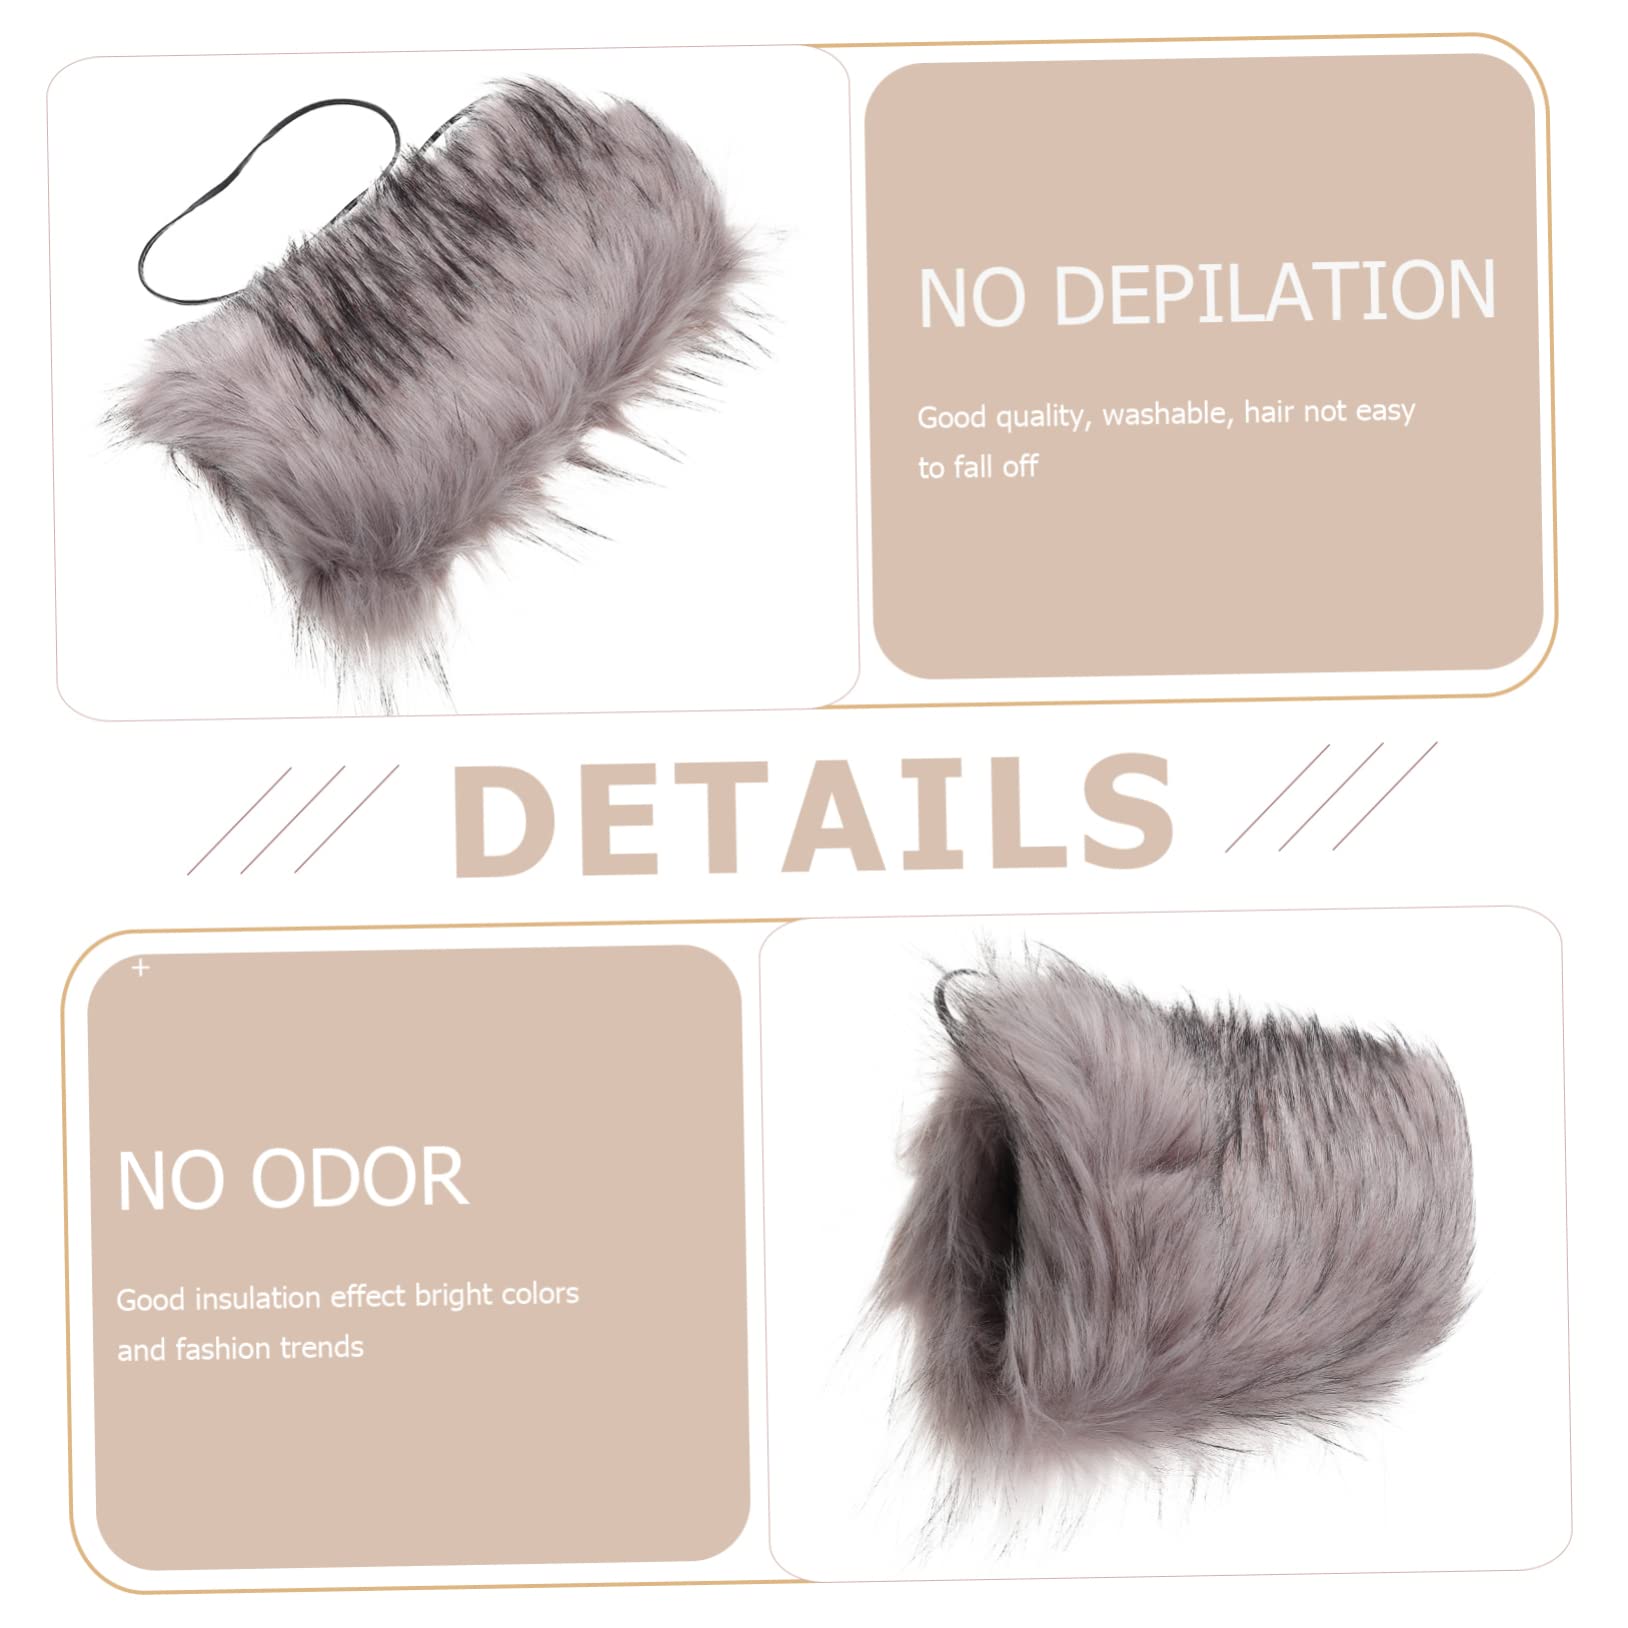 NO DEPILATION
Good quality, washable, hair not easy
to fall off
DETAILS
+
NO ODOR
Good insulation effect bright colors
and fashion trends